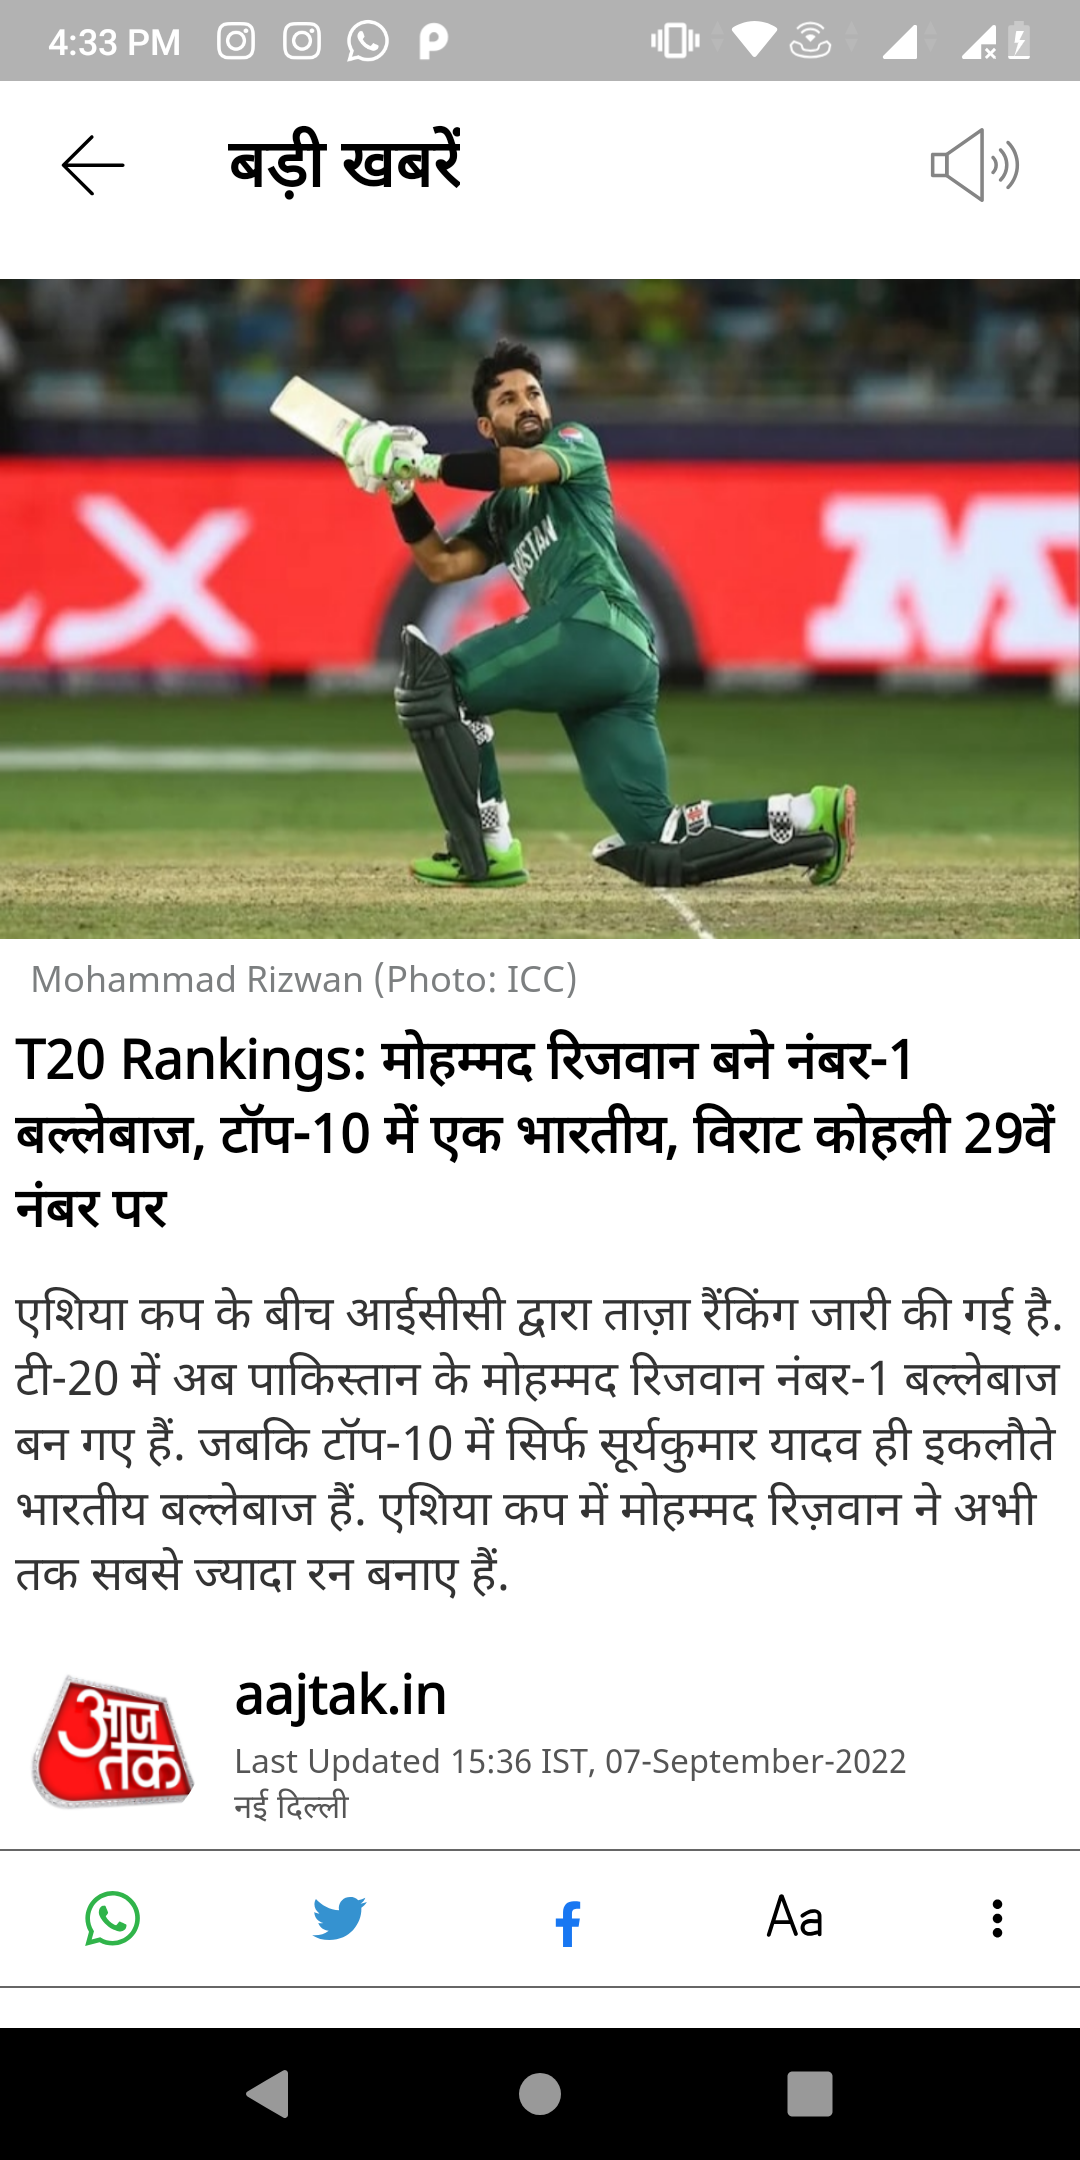 4:33 PM
बड़ी खबरें
X
M
Mohammad Rizwan (Photo: ICC)
T20 Rankings: मोहम्मद रिजवान बने नंबर-1
बल्लेबाज, टॉप-10 में एक भारतीय, विराट कोहली 29वें
नंबर पर
एशिया कप के बीच आईसीसी द्वारा ताज़ा रैंकिंग जारी की गई है.
टी-20 में अब पाकिस्तान के मोहम्मद रिजवान नंबर-1 बल्लेबाज
बन गए हैं. जबकि टॉप-10 में सिर्फ सूर्यकुमार यादव ही इकलौते
भारतीय बल्लेबाज हैं. एशिया कप में मोहम्मद रिज़वान ने अभी
तक सबसे ज्यादा रन बनाए हैं.
आज
तक
aajtak.in
Last Updated 15:36 IST, 07-September-2022
नई दिल्ली
Aa